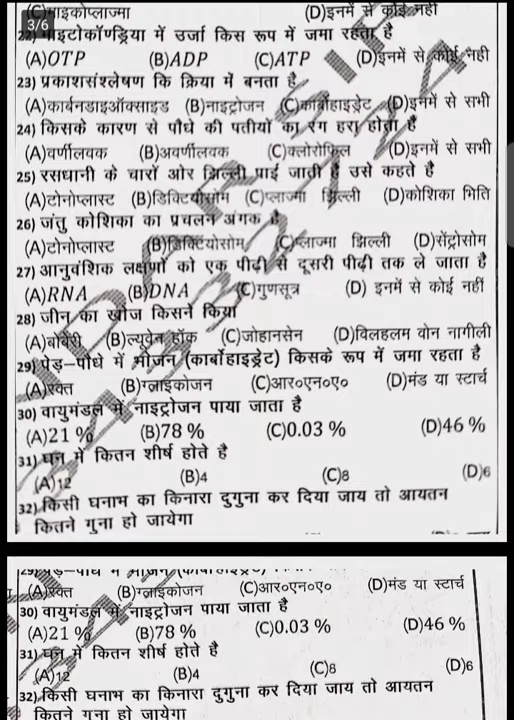 (C)माइकोप्लाज्मा (D)इनमें से कोई नही
3/6
22) माइटोकॉण्ड्रिया में उर्जा किस रूप में जमा रहता है
(A)OTP (B)ADP (C)ATP (D)इनमें से कोई नही
23) प्रकाशसंश्लेषण कि क्रिया में बनता है
(A)कार्बनडाइऑक्साइड (B)नाइट्रोजन (C)कार्बोहाइड्रेट (D)इनमें से सभी
24) किसके कारण से पौधे की पतीयों का रंग हरा होता है
(A)वर्णीलवक (B)अवर्णीलवक (C)क्लोरोफिल (D)इनमें से सभी
25) रसधानी के चारों ओर झिल्ली पाई जाती है उसे कहते है
(A)टोनोप्लास्ट (B)डिक्टियोसोम (C)प्लाज्मा झिल्ली (D)कोशिका भिति
26) जंतु कोशिका का प्रचलन अंगक है
(A)टोनोप्लास्ट (B)डिक्टियोसोम (C)प्लाज्मा झिल्ली (D)सेंट्रोसोम
27) आनुवंशिक लक्षणों को एक पीढ़ी से दूसरी पीढ़ी तक ले जाता है
(A)RNA (B)DNA (C)गुणसूत्र (D) इनमें से कोई नहीं
28) जीन का खोज किसने किया
(A)बोवेरी (B)ल्यूवेन हॉक (C)जोहानसेन (D)विलहलम वोन नागीली
29) पेड़–पौधे में भोजन (कार्बोहाइड्रेट) किसके रूप में जमा रहता है
(A)रक्त (B)ग्लाइकोजन (C)आर०एन०ए० (D)मंड या स्टार्च
30) वायुमंडल में नाइट्रोजन पाया जाता है
(A)21 % (B)78 % (C)0.03 % (D)46 %
31) घन में कितन शीर्ष होते है
(A)12 (B)4 (C)8 (D)6
32) किसी घनाभ का किनारा दुगुना कर दिया जाय तो आयतन
कितने गुना हो जायेगा
29) पेड़–पौधे में भोजन (कार्बोहाइड्रेट)
(A)रक्त (B)ग्लाइकोजन (C)आर०एन०ए० (D)मंड या स्टार्च
30) वायुमंडल में नाइट्रोजन पाया जाता है
(A)21 % (B)78 % (C)0.03 % (D)46 %
31) घन में कितन शीर्ष होते है
(A)12 (B)4 (C)8 (D)6
32) किसी घनाभ का किनारा दुगुना कर दिया जाय तो आयतन
कितने गुना हो जायेगा